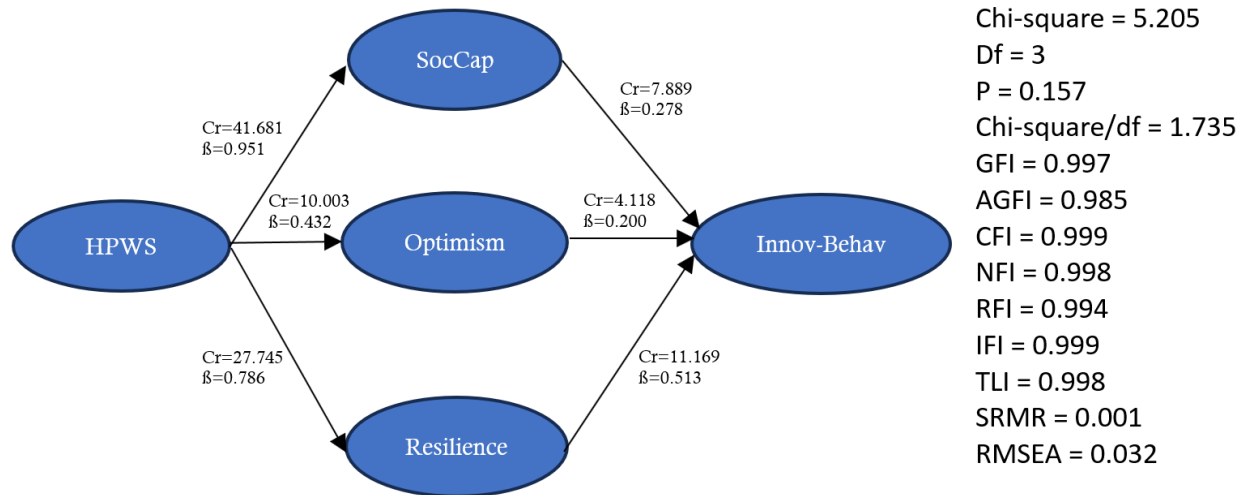 SocCap
Cr=7.889
ß=0.278
Cr=41.681
ß=0.951
Cr=10.003
ß=0.432
Cr=4.118
ß=0.200
HPWS
Optimism
Innov-Behav
Cr=27.745
ß=0.786
Cr=11.169
ß=0.513
Resilience
Chi-square = 5.205
Df = 3
P = 0.157
Chi-square/df = 1.735
GFI = 0.997
AGFI = 0.985
CFI = 0.999
NFI = 0.998
RFI = 0.994
IFI = 0.999
TLI = 0.998
SRMR = 0.001
RMSEA = 0.032